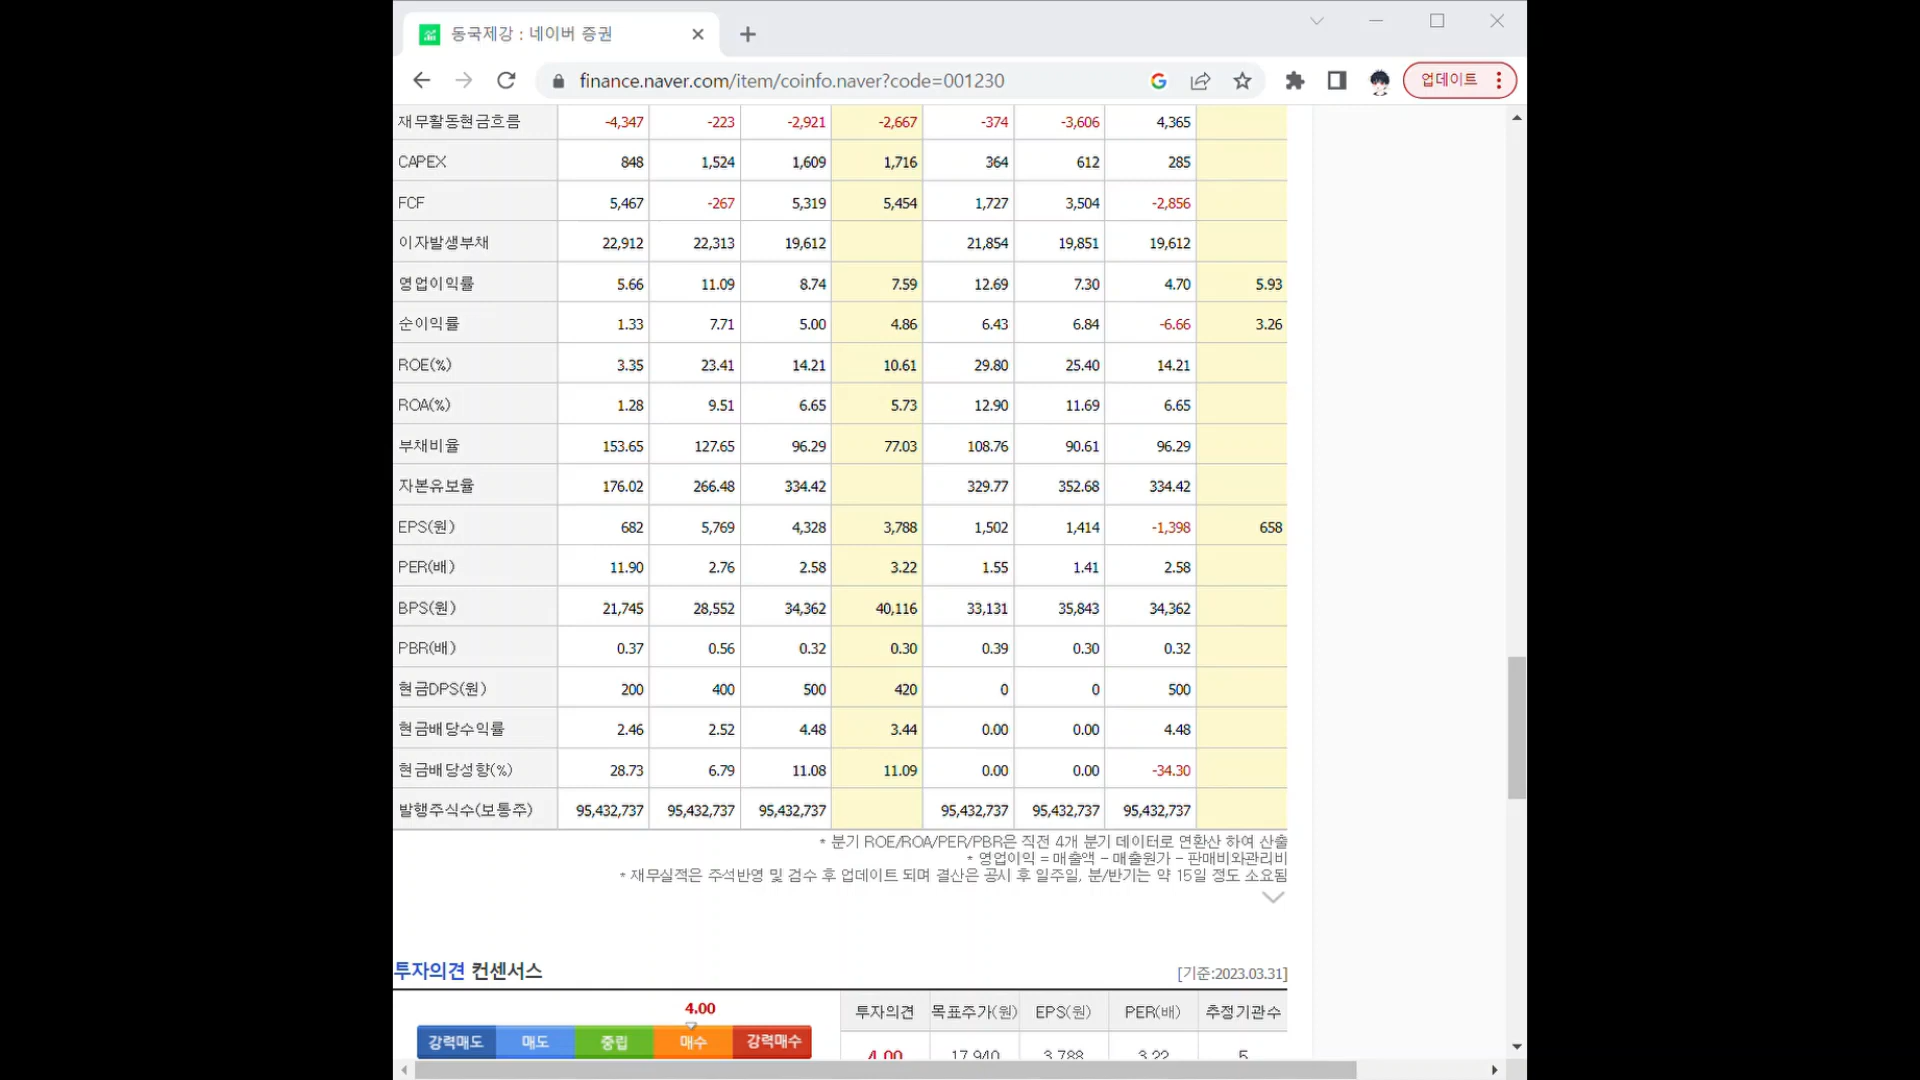 동국제강 : 네이버 증권
finance.naver.com/item/coinfo.naver?code=001230
업데이트
재무활동현금흐름 -4,347 -223 -2,921 -2,667 -374 -3,606 4,365
CAPEX 848 1,524 1,609 1,716 364 612 285
FCF 5,467 -267 5,319 5,454 1,727 3,504 -2,856
이자발생부채 22,912 22,313 19,612 21,854 19,851 19,612
영업이익률 5.66 11.09 8.74 7.59 12.69 7.30 4.70 5.93
순이익률 1.33 7.71 5.00 4.86 6.43 6.84 -6.66 3.26
ROE(%) 3.35 23.41 14.21 10.61 29.80 25.40 14.21
ROA(%) 1.28 9.51 6.65 5.73 12.90 11.69 6.65
부채비율 153.65 127.65 96.29 77.03 108.76 90.61 96.29
자본유보율 176.02 266.48 334.42 329.77 352.68 334.42
EPS(원) 682 5,769 4,328 3,788 1,502 1,414 -1,398 658
PER(배) 11.90 2.76 2.58 3.22 1.55 1.41 2.58
BPS(원) 21,745 28,552 34,362 40,116 33,131 35,843 34,362
PBR(배) 0.37 0.56 0.32 0.30 0.39 0.30 0.32
현금DPS(원) 200 400 500 420 0 0 500
현금배당수익률 2.46 2.52 4.48 3.44 0.00 0.00 4.48
현금배당성향(%) 28.73 6.79 11.08 11.09 0.00 0.00 -34.30
발행주식수(보통주) 95,432,737 95,432,737 95,432,737 95,432,737 95,432,737 95,432,737
* 분기 ROE/ROA/PER/PBR은 직전 4개 분기 데이터로 연환산 하여 산출
* 영업이익 = 매출액 - 매출원가 - 판매비와관리비
* 재무실적은 주석반영 및 검수 후 업데이트 되며 결산은 공시 후 일주일, 분/반기는 약 15일 정도 소요됨
투자의견 컨센서스 [기준:2023.03.31]
4.00
강력매도 매도 중립 매수 강력매수
투자의견 목표주가(원) EPS(원) PER(배) 추정기관수
4.00 17,940 3,788 3.22 5